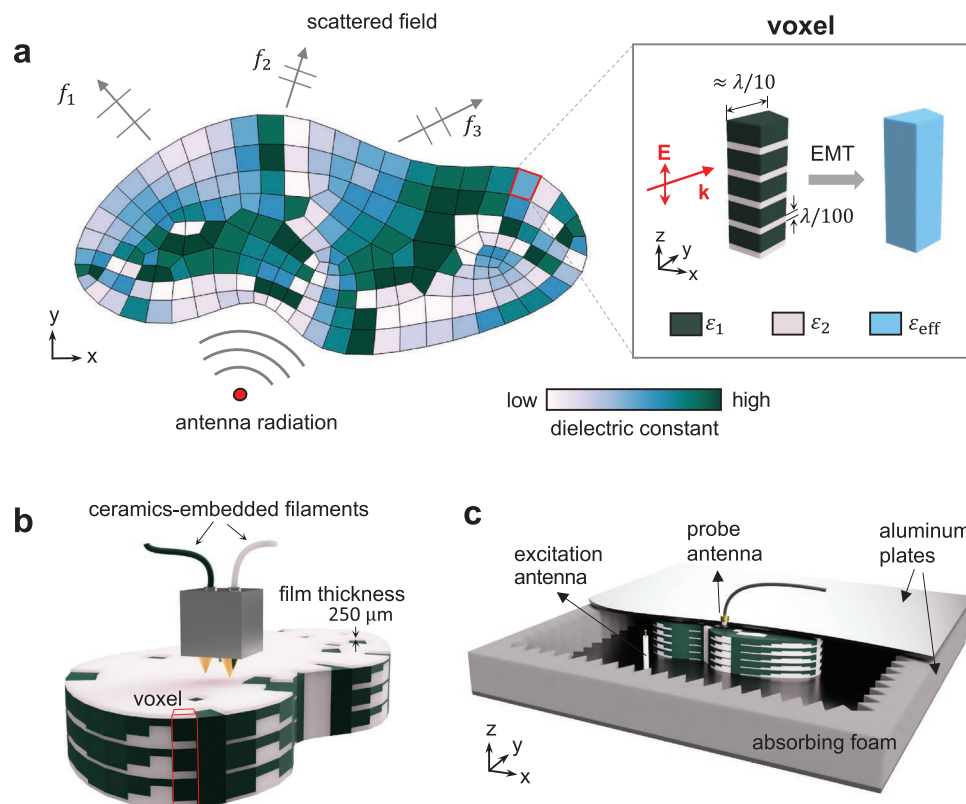 scattered field
a
f₁
f₂
f₃
y
x
antenna radiation
low
high
dielectric constant
voxel
≈ λ/10
E
k
EMT
λ/100
z
y
x
ε₁
ε₂
εeff
b
ceramics-embedded filaments
film thickness
250 μm
voxel
c
excitation
antenna
probe
antenna
aluminum
plates
absorbing foam
z
y
x